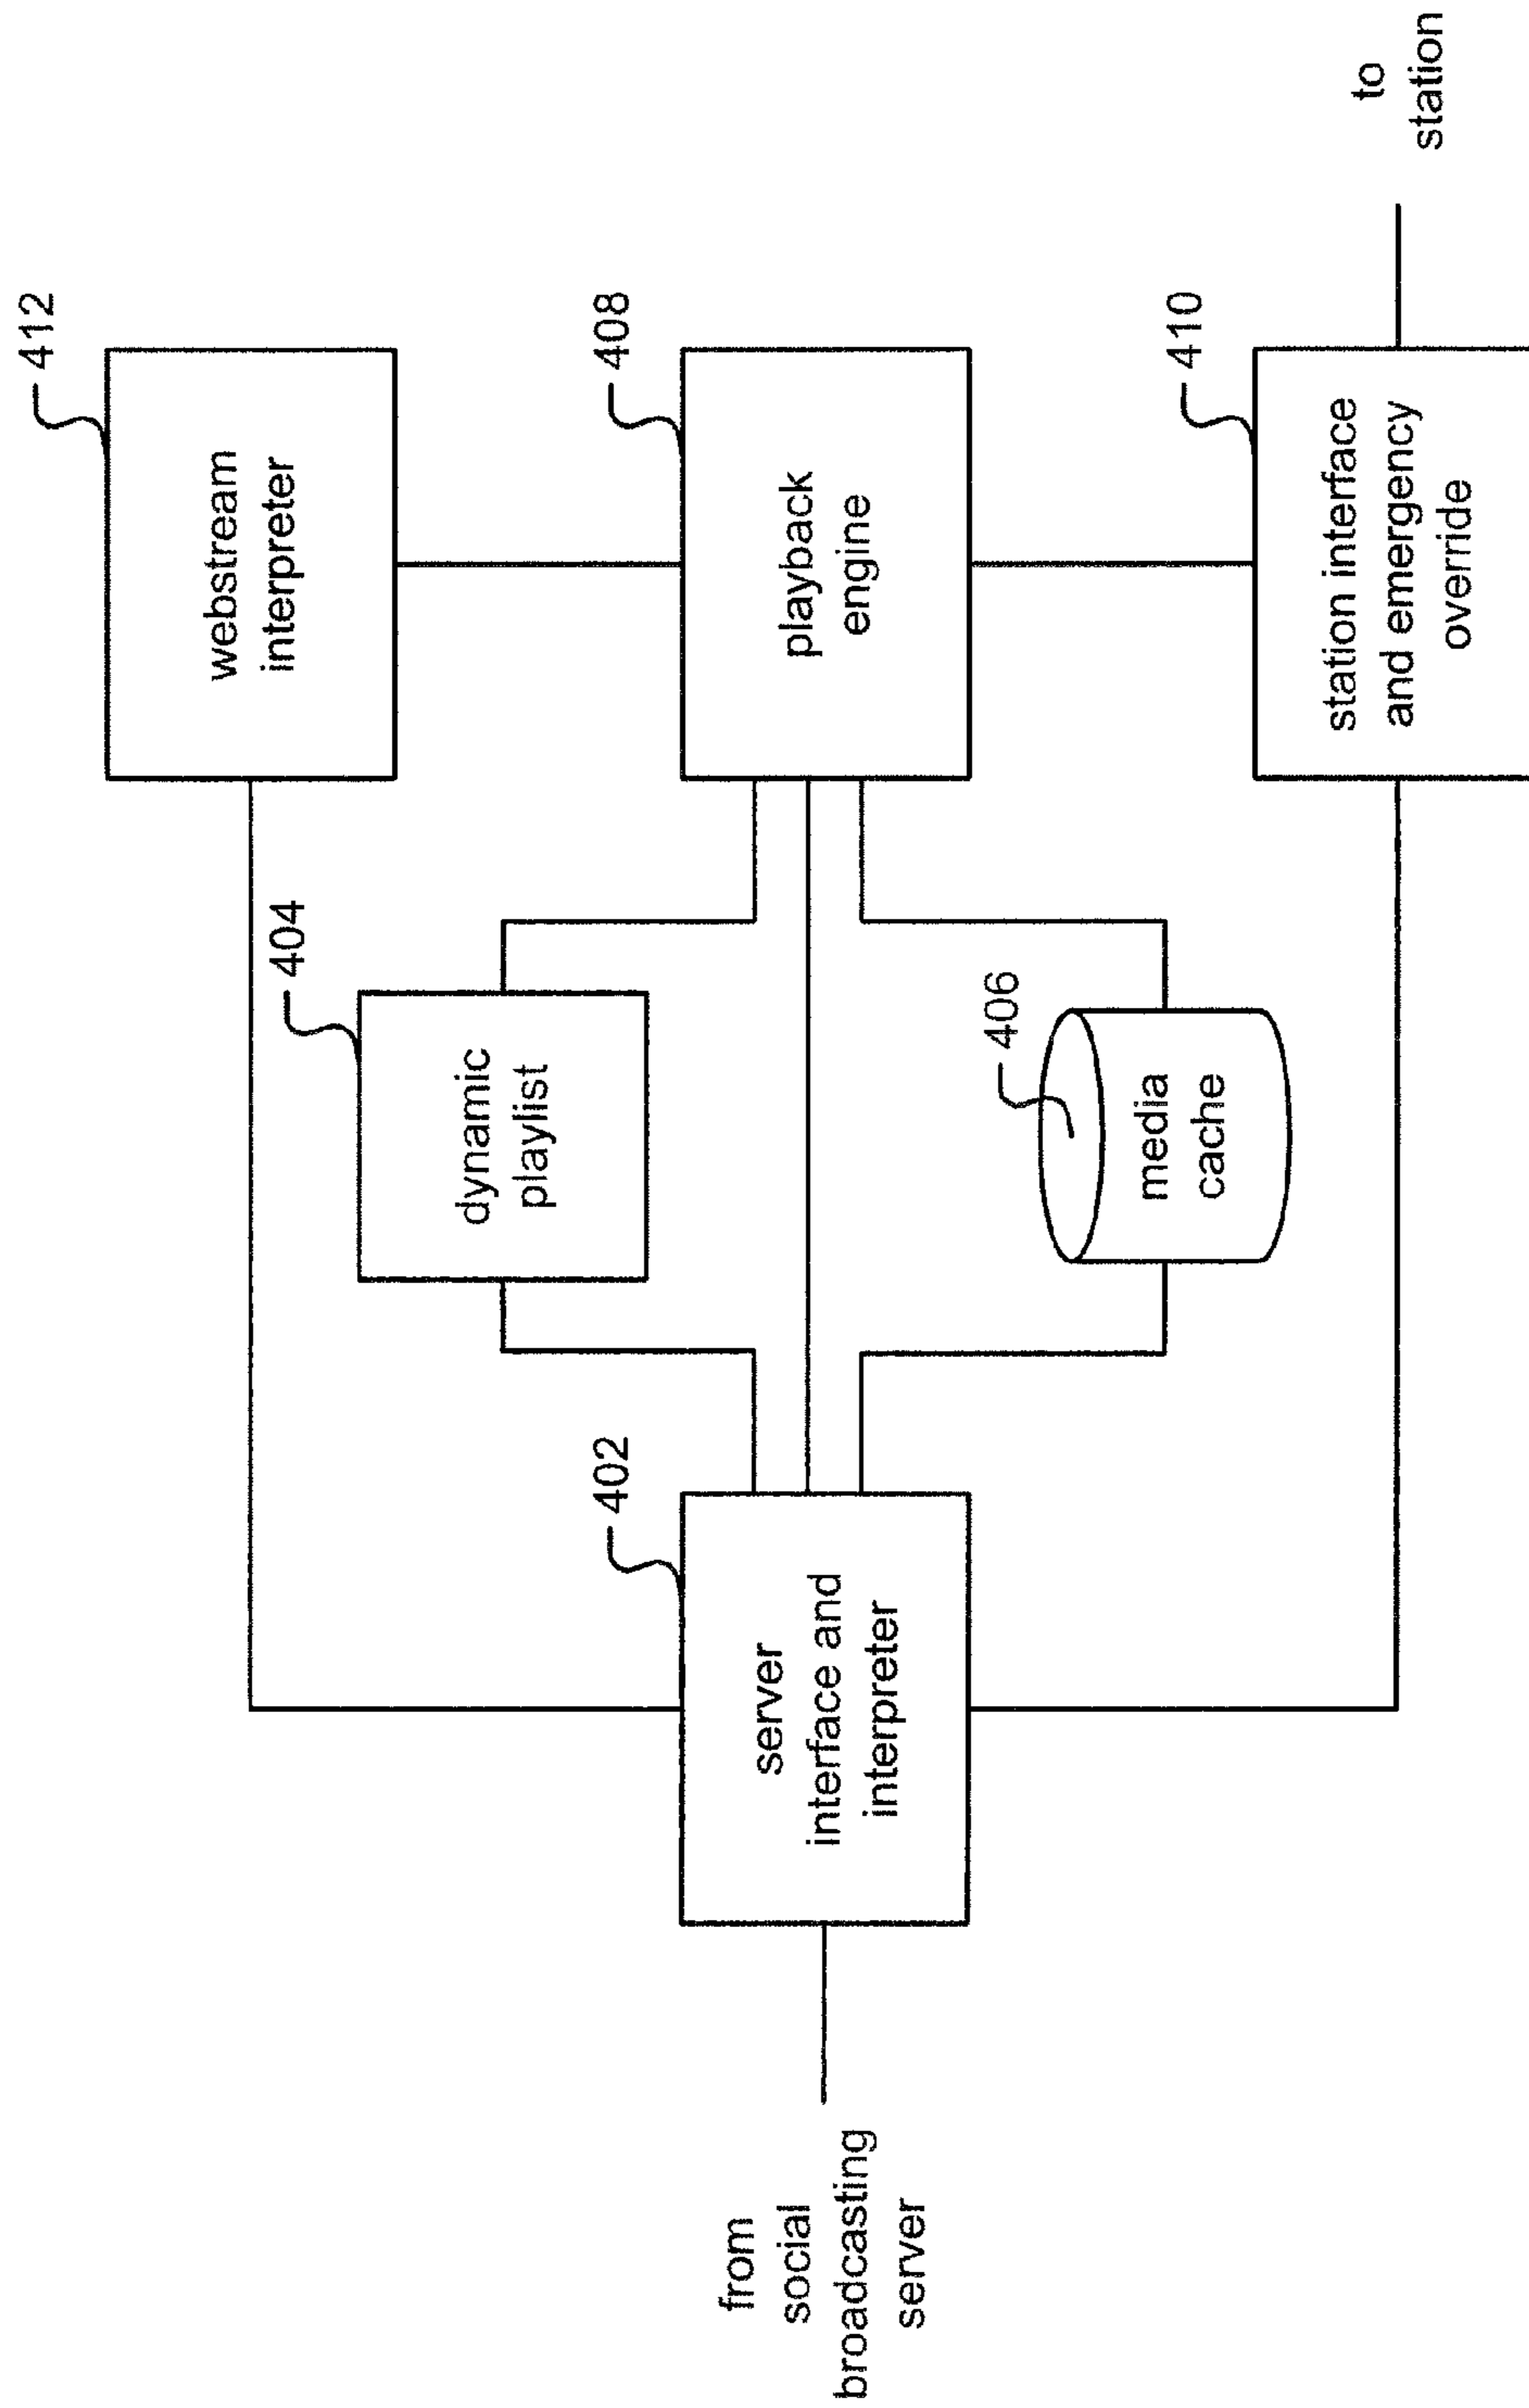 412
webstream
interpreter
404
dynamic
playlist
408
playback
engine
402
server
interface and
interpreter
from
social
broadcasting
server
406
media
cache
410
station interface
and emergency
override
to
station